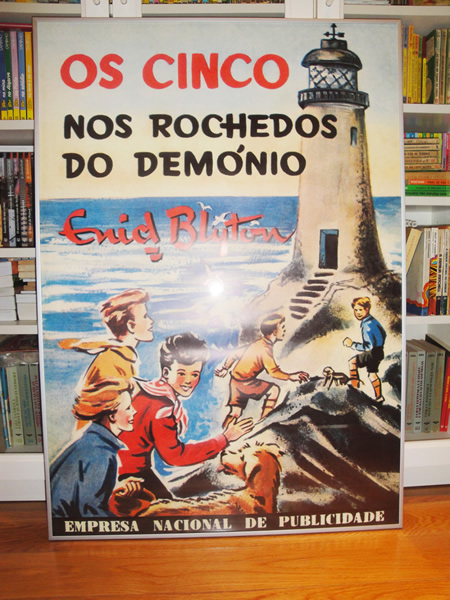 OS CINCO
NOS ROCHEDOS
DO DEMÓNIO
Enid Blyton
EMPRESA NACIONAL DE PUBLICIDADE